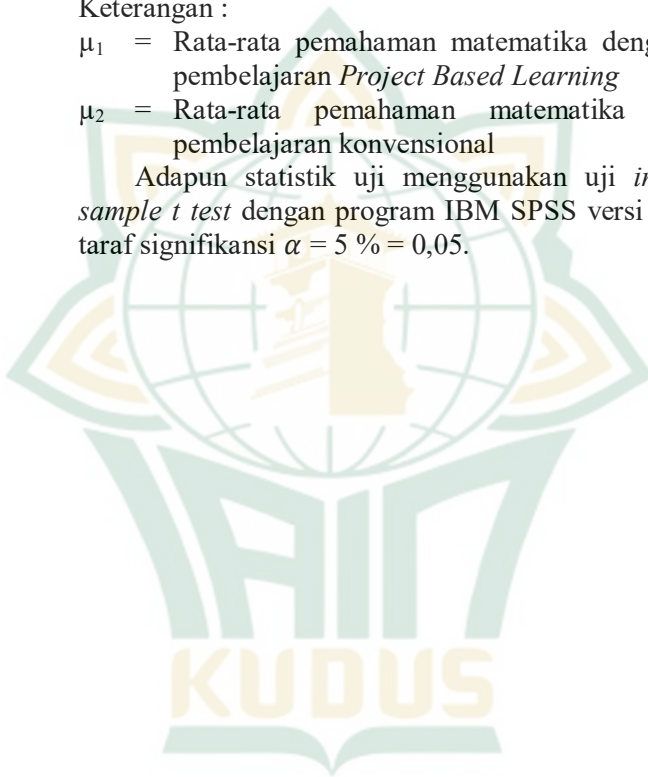 Keterangan :
μ₁ = Rata-rata pemahaman matematika deng
pembelajaran Project Based Learning
μ₂ = Rata-rata pemahaman matematika
pembelajaran konvensional
Adapun statistik uji menggunakan uji in
sample t test dengan program IBM SPSS versi
taraf signifikansi α = 5 % = 0,05.
IAIN
KUDUS